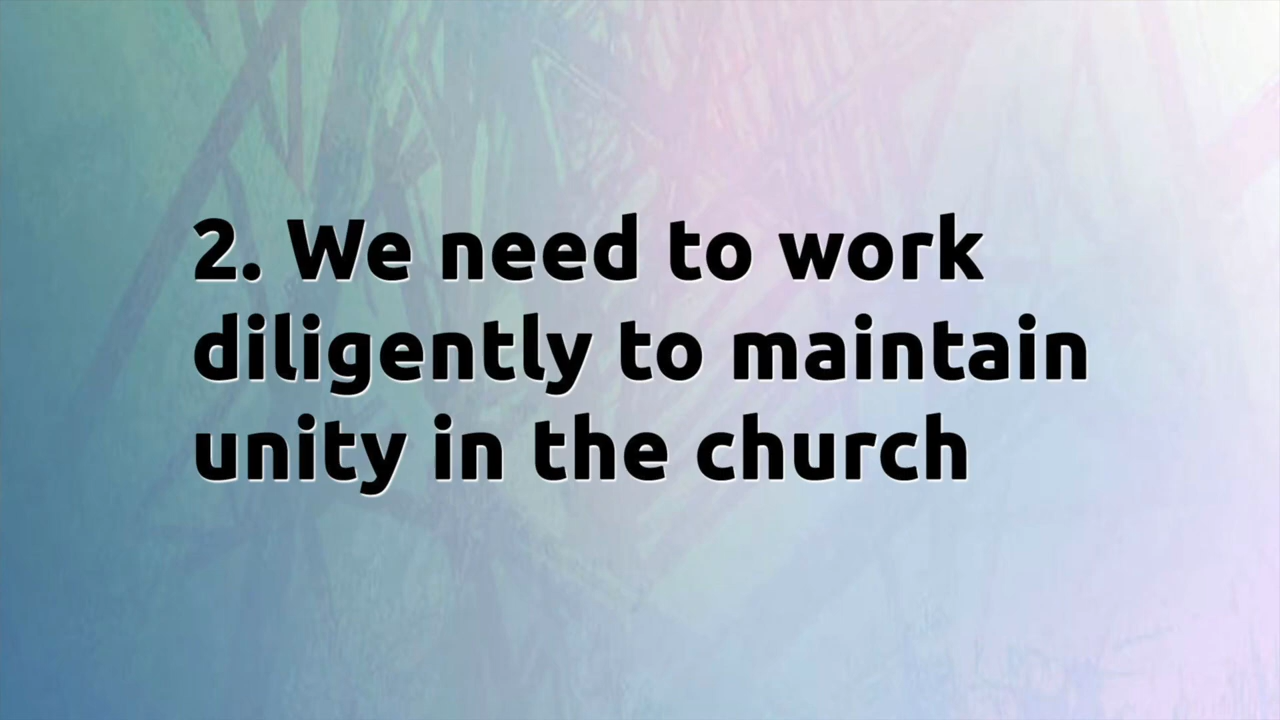 2. We need to work
diligently to maintain
unity in the church